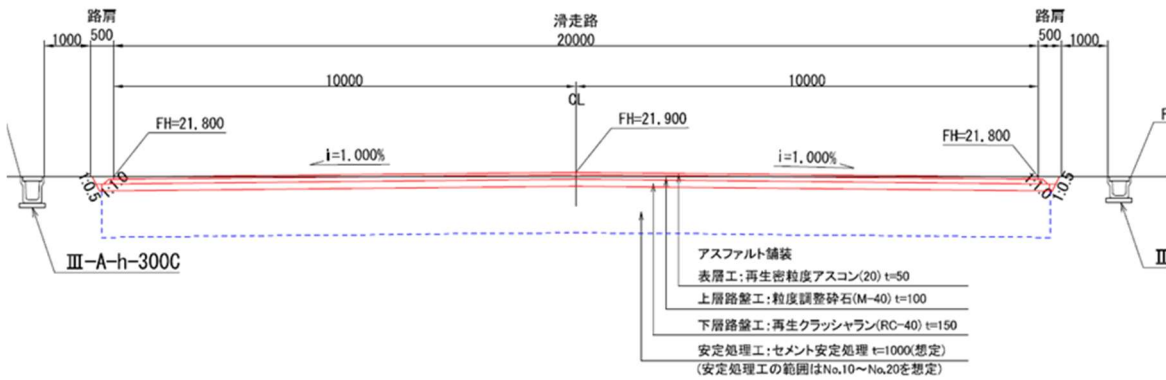 路肩
滑走路
路肩
1000
500
20000
500
1000
10000
10000
CL
FH=21.800
FH=21.900
FH=21.800
i=1.000%
i=1.000%
1:0.5
1:1.0
1:1.0
1:0.5
Ⅲ-A-h-300C
アスファルト舗装
表層工:再生密粒度アスコン(20) t=50
上層路盤工:粒度調整砕石(M-40) t=100
下層路盤工:再生クラッシャラン(RC-40) t=150
安定処理工:セメント安定処理 t=1000(想定)
(安定処理工の範囲はNo.10〜No.20を想定)